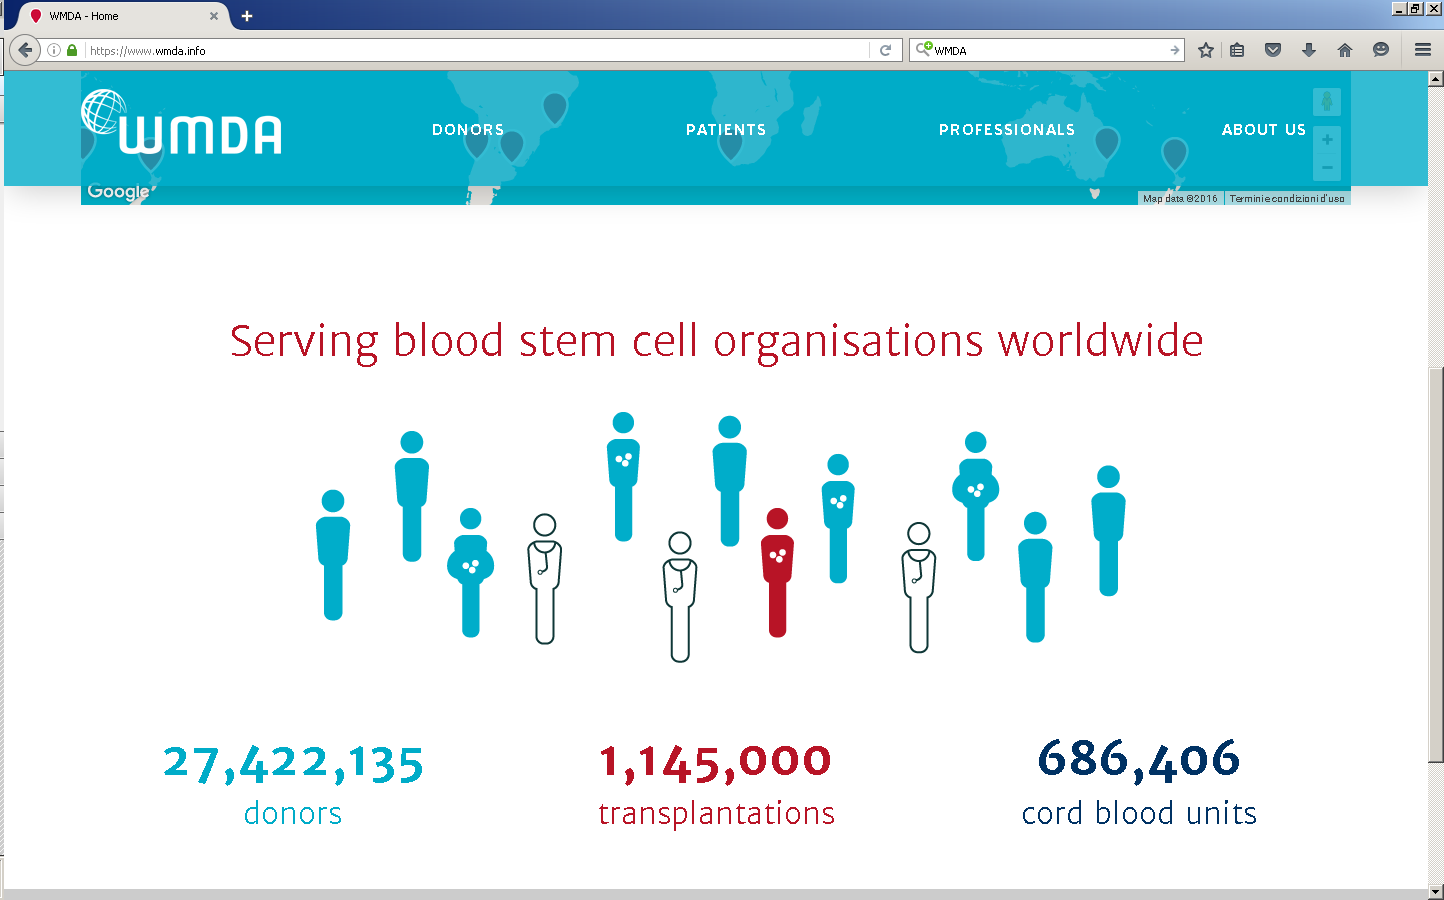 WMDA - Home
https://www.wmda.info
WMDA
WMDA
DONORS
PATIENTS
PROFESSIONALS
ABOUT US
Google
Map data ©2016
Termini e condizioni d'uso
Serving blood stem cell organisations worldwide
27,422,135
donors
1,145,000
transplantations
686,406
cord blood units